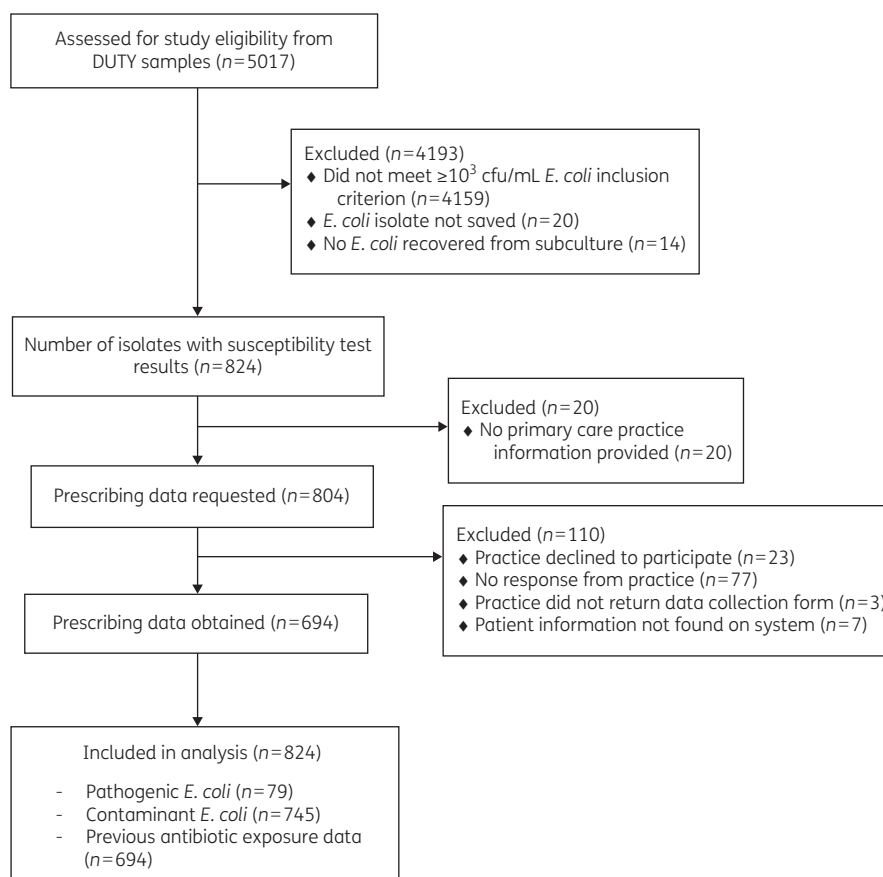 Assessed for study eligibility from
DUTY samples (n=5017)
Excluded (n=4193)
♦ Did not meet ≥10³ cfu/mL E. coli inclusion
criterion (n=4159)
♦ E. coli isolate not saved (n=20)
♦ No E. coli recovered from subculture (n=14)
Number of isolates with susceptibility test
results (n=824)
Excluded (n=20)
♦ No primary care practice
information provided (n=20)
Prescribing data requested (n=804)
Excluded (n=110)
♦ Practice declined to participate (n=23)
♦ No response from practice (n=77)
♦ Practice did not return data collection form (n=3)
♦ Patient information not found on system (n=7)
Prescribing data obtained (n=694)
Included in analysis (n=824)
- Pathogenic E. coli (n=79)
- Contaminant E. coli (n=745)
- Previous antibiotic exposure data
(n=694)